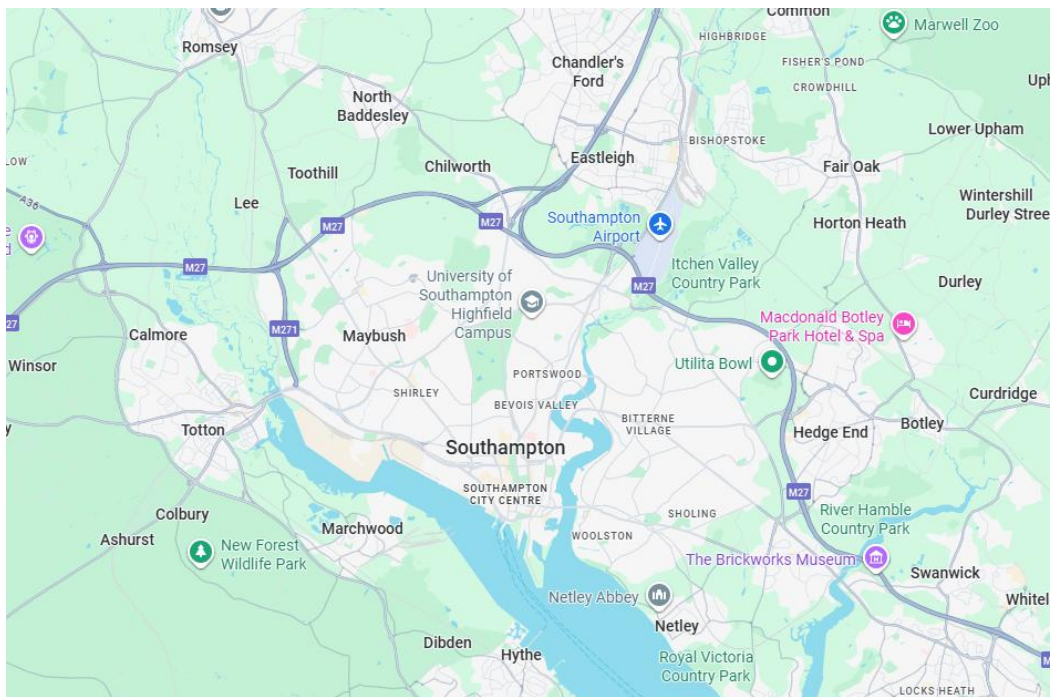 Common
Marwell Zoo
HIGHBRIDGE
Romsey
Chandler's
Ford
FISHER'S POND
CROWDHILL
North
Baddesley
Lower Upham
BISHOPSTOKE
Eastleigh
Chilworth
Fair Oak
Toothill
Wintershill
Durley Street
A36
Lee
M27
M27
Southampton
Airport
Horton Heath
M27
Itchen Valley
Country Park
M27
Durley
University of
Southampton
Highfield
Campus
Macdonald Botley
Park Hotel & Spa
27
M271
Calmore
Maybush
Winsor
Utilita Bowl
PORTSWOOD
SHIRLEY
Curdridge
BEVOIS VALLEY
BITTERNE
VILLAGE
Botley
Totton
Hedge End
Southampton
SOUTHAMPTON
CITY CENTRE
M27
Colbury
Marchwood
SHOLING
River Hamble
Country Park
WOOLSTON
Ashurst
New Forest
Wildlife Park
The Brickworks Museum
Swanwick
Netley Abbey
Netley
Dibden
Hythe
Royal Victoria
Country Park
LOCKS HEATH